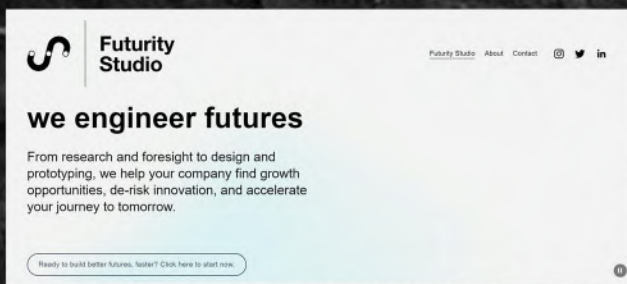 Futurity
Studio
Futurity Studio About Contact
in
we engineer futures
From research and foresight to design and
prototyping, we help your company find growth
opportunities, de-risk innovation, and accelerate
your journey to tomorrow.
Ready to build better futures, faster? Click here to start now.